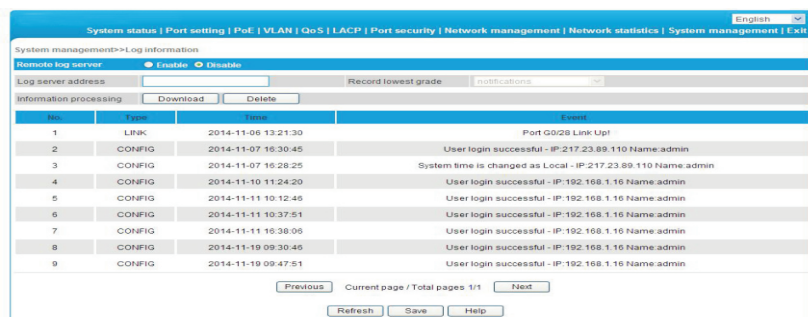 English
System status | Port setting | PoE | VLAN | QoS | LACP | Port security | Network management | Network statistics | System management | Exit
System management>>Log information
Remote log server Enable Disable
Log server address Record lowest grade notifications
Information processing Download Delete
No. Type Time Event
1 LINK 2014-11-06 13:21:30 Port G0/28 Link Up!
2 CONFIG 2014-11-07 16:30:45 User login successful - IP:217.23.89.110 Name:admin
3 CONFIG 2014-11-07 16:28:25 System time is changed as Local - IP:217.23.89.110 Name:admin
4 CONFIG 2014-11-10 11:24:20 User login successful - IP:192.168.1.16 Name:admin
5 CONFIG 2014-11-11 10:12:46 User login successful - IP:192.168.1.16 Name:admin
6 CONFIG 2014-11-11 10:37:51 User login successful - IP:192.168.1.16 Name:admin
7 CONFIG 2014-11-11 16:38:06 User login successful - IP:192.168.1.16 Name:admin
8 CONFIG 2014-11-19 09:30:46 User login successful - IP:192.168.1.16 Name:admin
9 CONFIG 2014-11-19 09:47:51 User login successful - IP:192.168.1.16 Name:admin
Previous Current page / Total pages 1/1 Next
Refresh Save Help